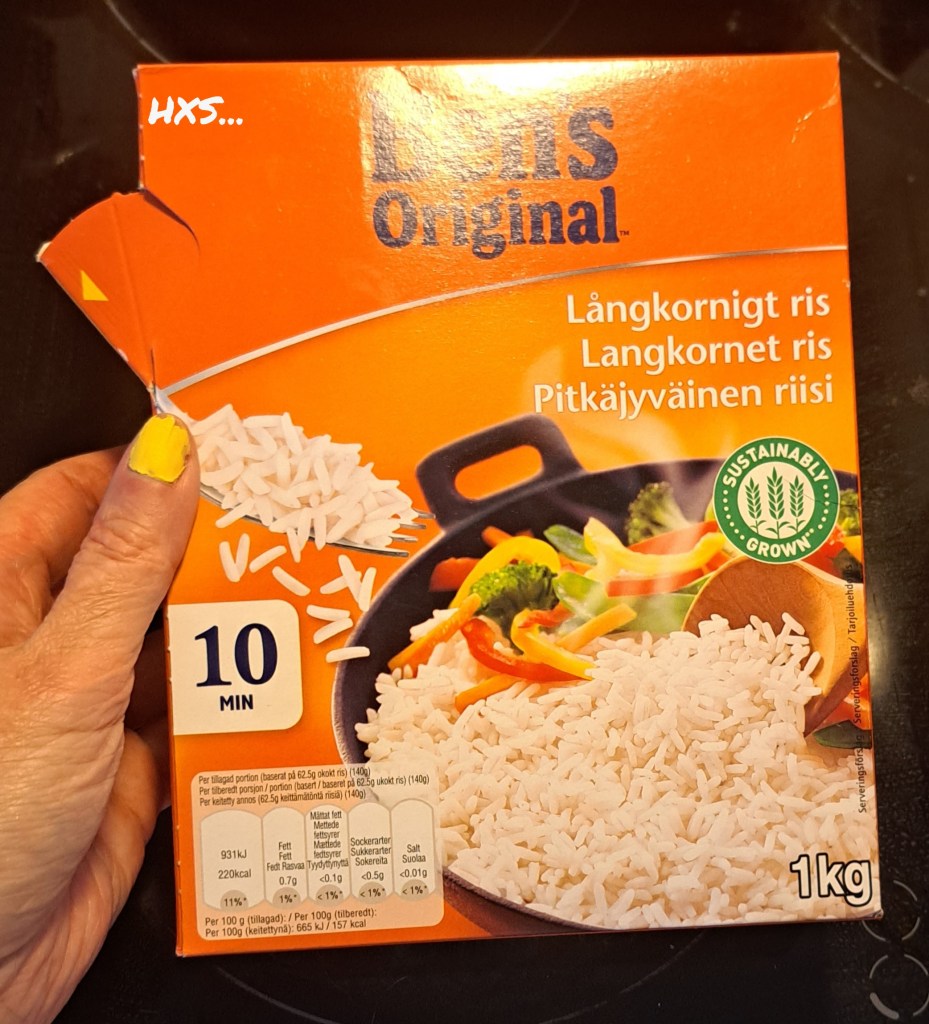 HXS...
Bens
Original™
Långkornigt ris
Langkornet ris
Pitkäjyväinen riisi
SUSTAINABLY
GROWN
10
MIN
Serveringsforslag / Tarjoiluehd
Per tillagad portion (baserat på 62.5g okokt ris) (140g)
Per tilberedt porsjon / portion (basert / baseret på 62.5g ukokt ris) (140g)
Per keitetty annos (62.5g keittämätöntä riisiä) (140g)
931kJ
220kcal
11%*
Fett
Fett
Fedt Rasvaa
0.7g
1%*
Mättat fett
Mettede
fettsyrer
Mættede
fedtsyrer
Tyydyttynyttä
<0.1g
< 1%*
Sockerarter
Sukkerarter
Sokereita
<0.5g
< 1%*
Salt
Suolaa
<0.01g
< 1%*
Per 100 g (tillagad): / Per 100g (tilberedt):
Per 100g (keitettynä): 665 kJ / 157 kcal
1kg